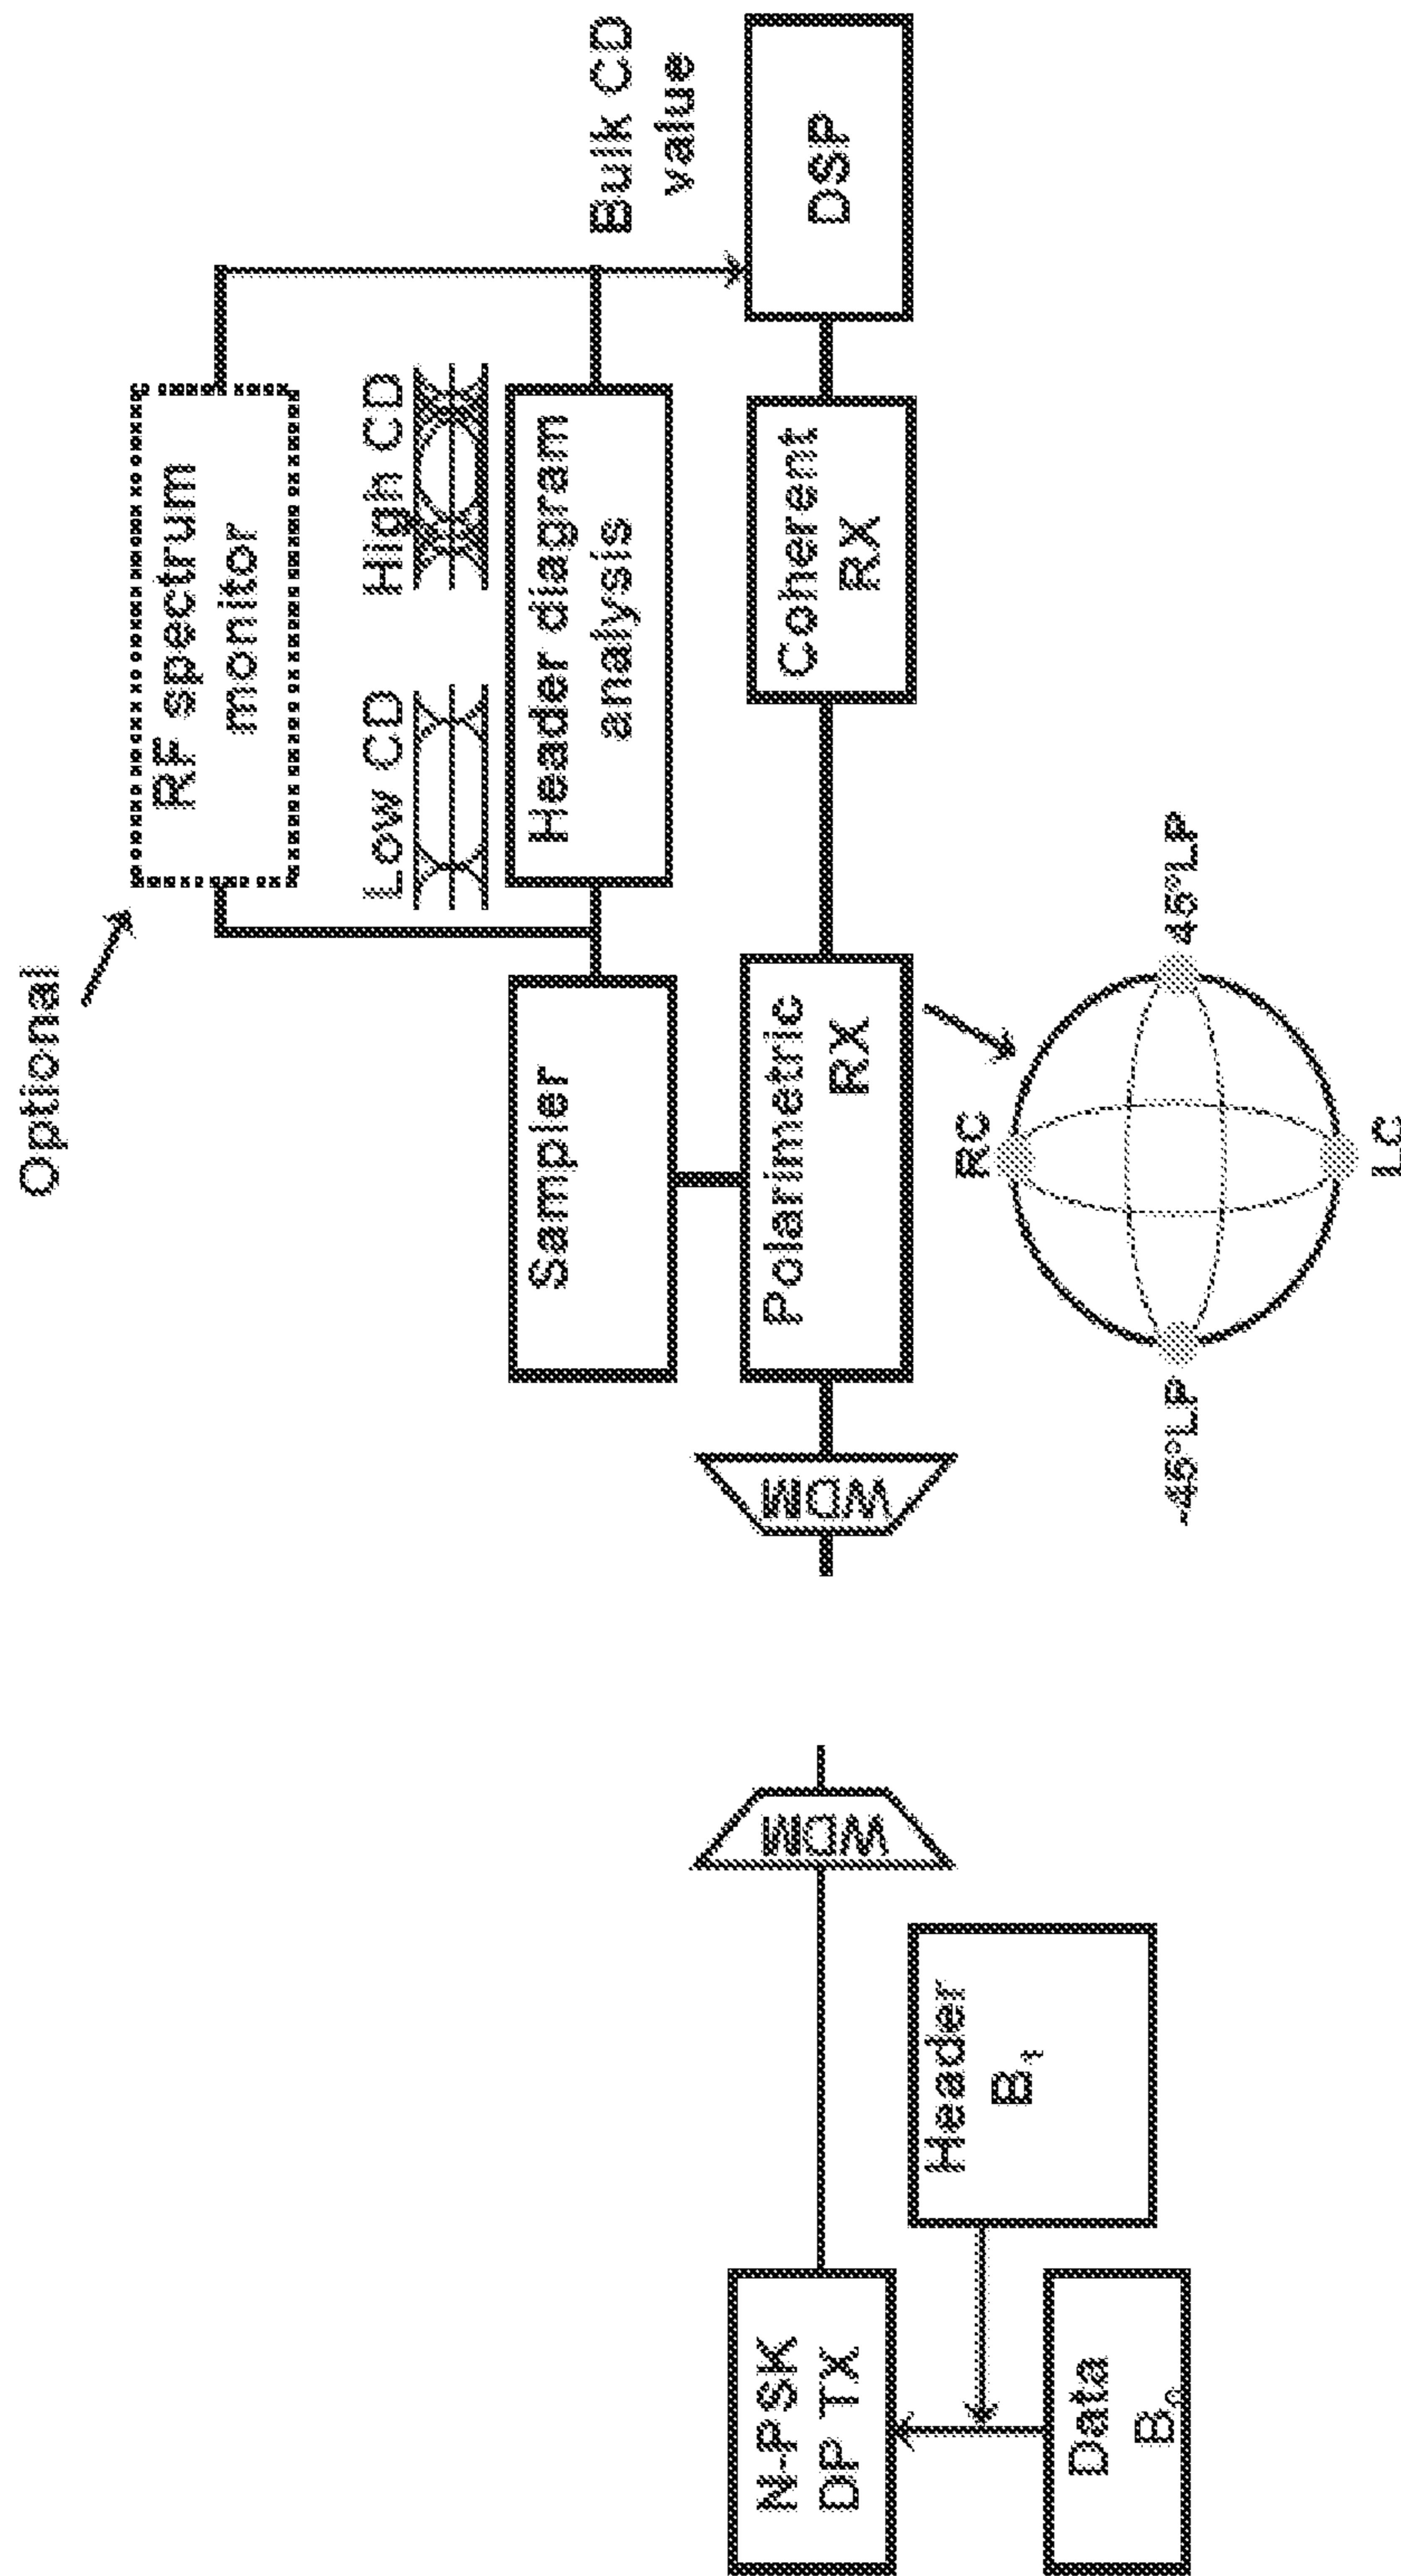 Optional
RF spectrum
monitor
Low CD
High CD
Sampler
Header diagram
analysis
Bulk CD
value
N-PSK
DP TX
WDM
WDM
Polarimetric
RX
Coherent
RX
DSP
Header
B₁
Data
B₀
RC
-45°LP
45°LP
LC